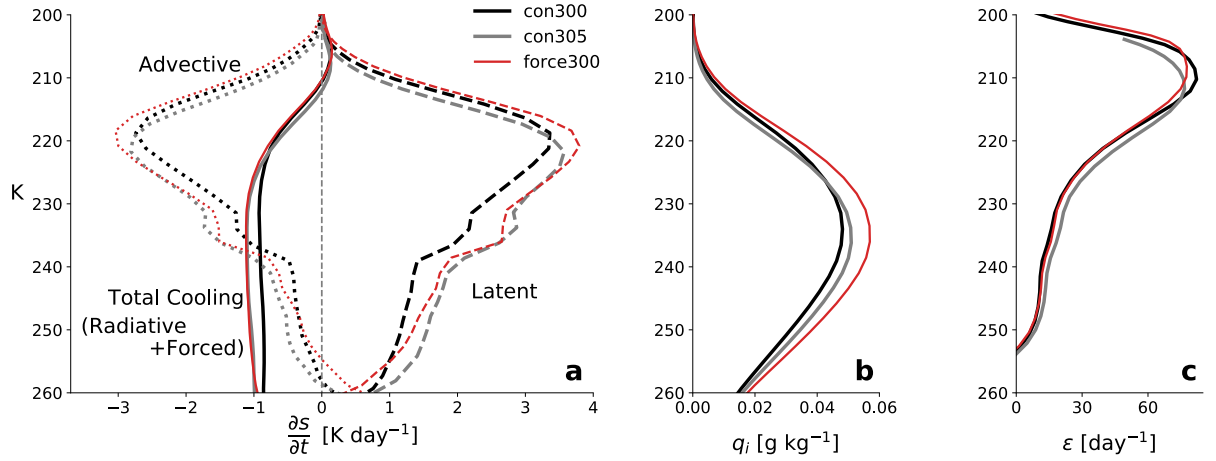 con300
con305
force300
Advective
Total Cooling
(Radiative
+Forced)
Latent
a
K
200
210
220
230
240
250
260
−3
−2
−1
0
1
2
3
4
∂s
∂t [K day⁻¹]
b
200
210
220
230
240
250
260
0.00
0.02
0.04
0.06
qᵢ [g kg⁻¹]
c
200
210
220
230
240
250
260
0
60
ε [day⁻¹]